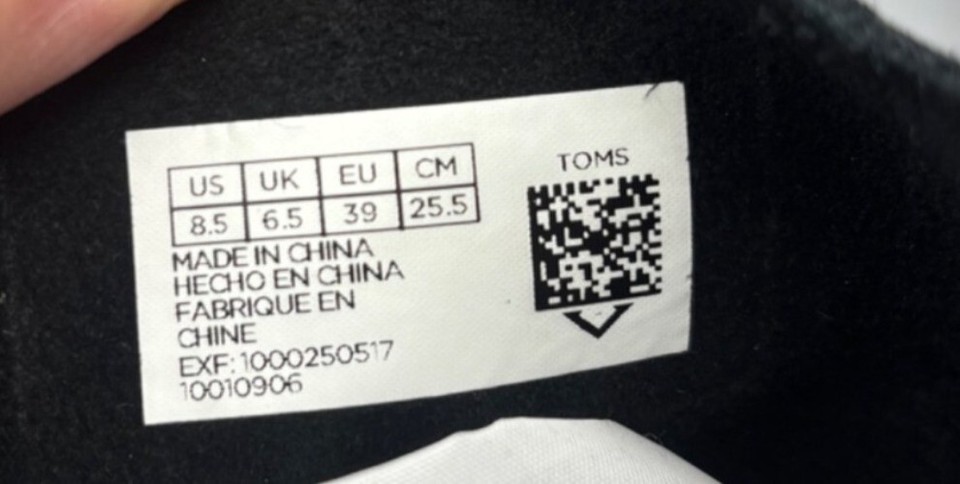 US UK EU CM
8.5 6.5 39 25.5
MADE IN CHINA
HECHO EN CHINA
FABRIQUE EN
CHINE
EXF: 1000250517
10010906
TOMS